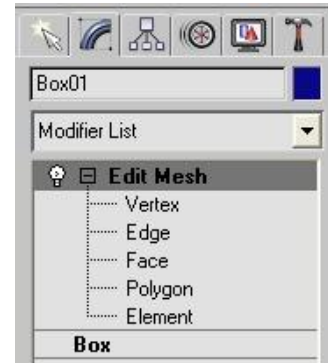 Box01
Modifier List
Edit Mesh
Vertex
Edge
Face
Polygon
Element
Box